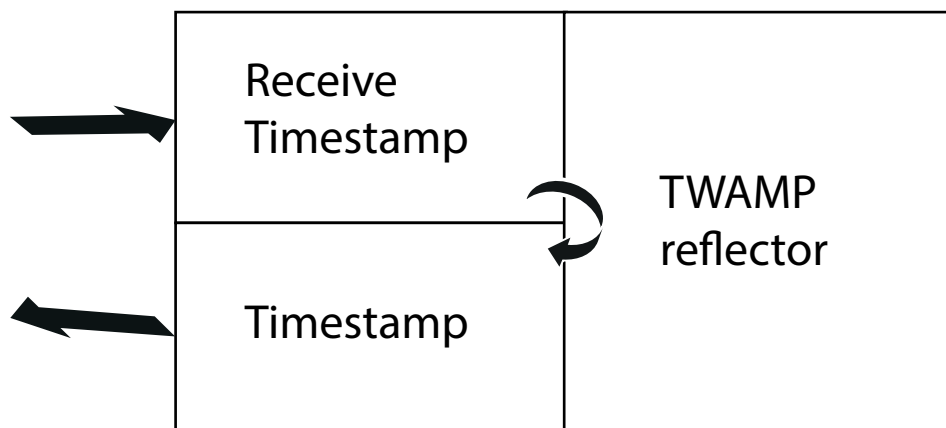 Receive
Timestamp
TWAMP
reflector
Timestamp